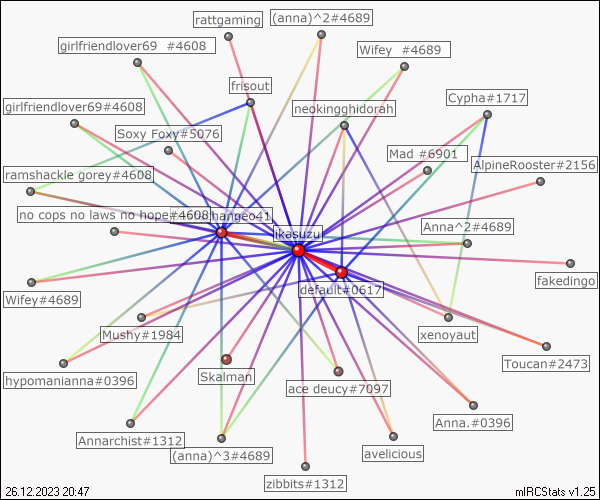 rattgaming
(anna)^2#4689
girlfriendlover69 #4608
Wifey #4689
frisout
Cypha#1717
girlfriendlover69#4608
neokingghidorah
Soxy Foxy#5076
Mad #6901
AlpineRooster#2156
ramshackle gorey#4608
no cops no laws no hope#4608
hangeo41
ikasuzu
Anna^2#4689
fakedingo
Wifey#4689
default#0617
Mushy#1984
xenoyaut
Toucan#2473
hypomanianna#0396
Skalman
ace deucy#7097
Anna.#0396
Annarchist#1312
(anna)^3#4689
avelicious
zibbits#1312
26.12.2023 20:47
mIRCStats v1.25